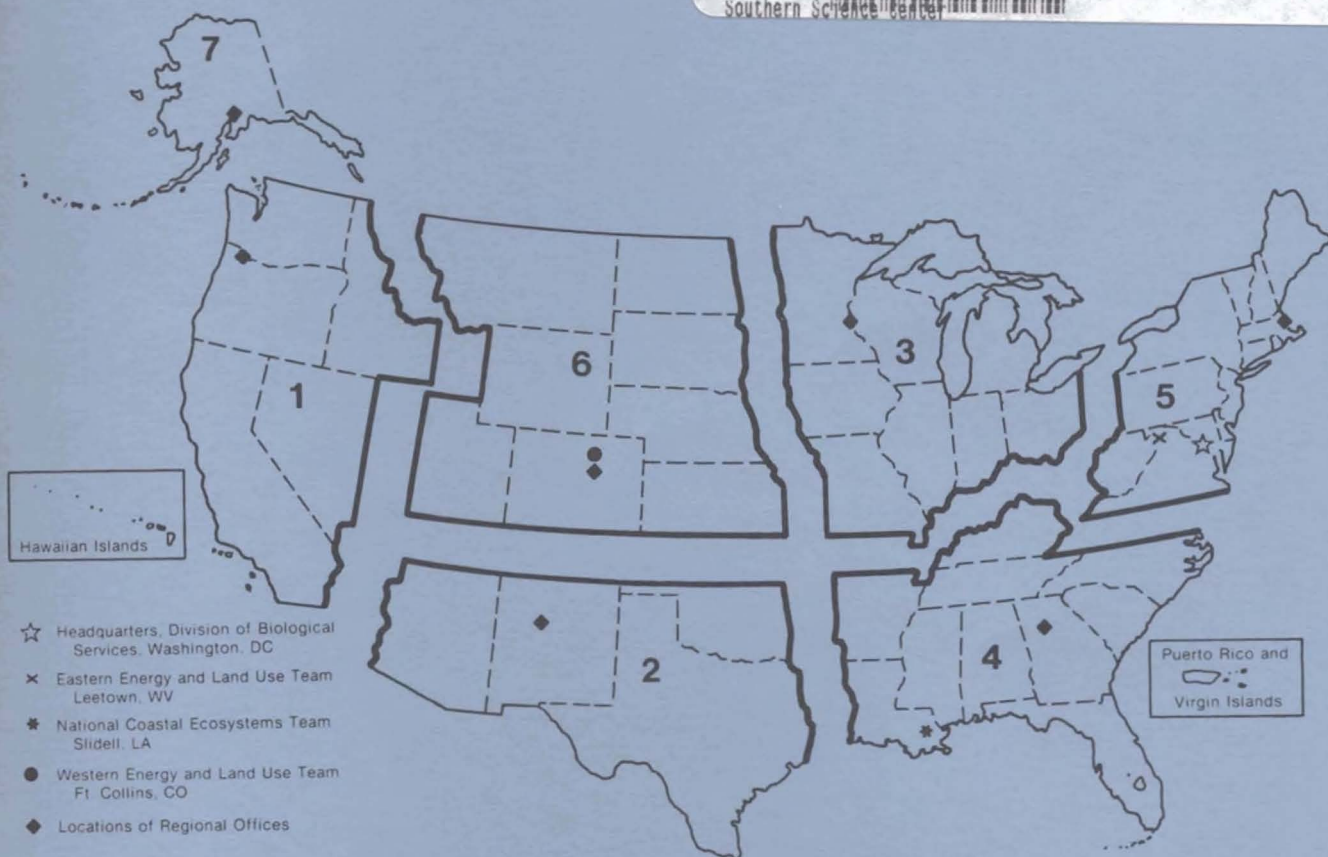 Southern Science Center
7
1
6
3
5
2
4
Hawaiian Islands
Puerto Rico and
Virgin Islands
Headquarters, Division of Biological
Services, Washington, DC
Eastern Energy and Land Use Team
Leetown, WV
National Coastal Ecosystems Team
Slidell, LA
Western Energy and Land Use Team
Ft. Collins, CO
Locations of Regional Offices